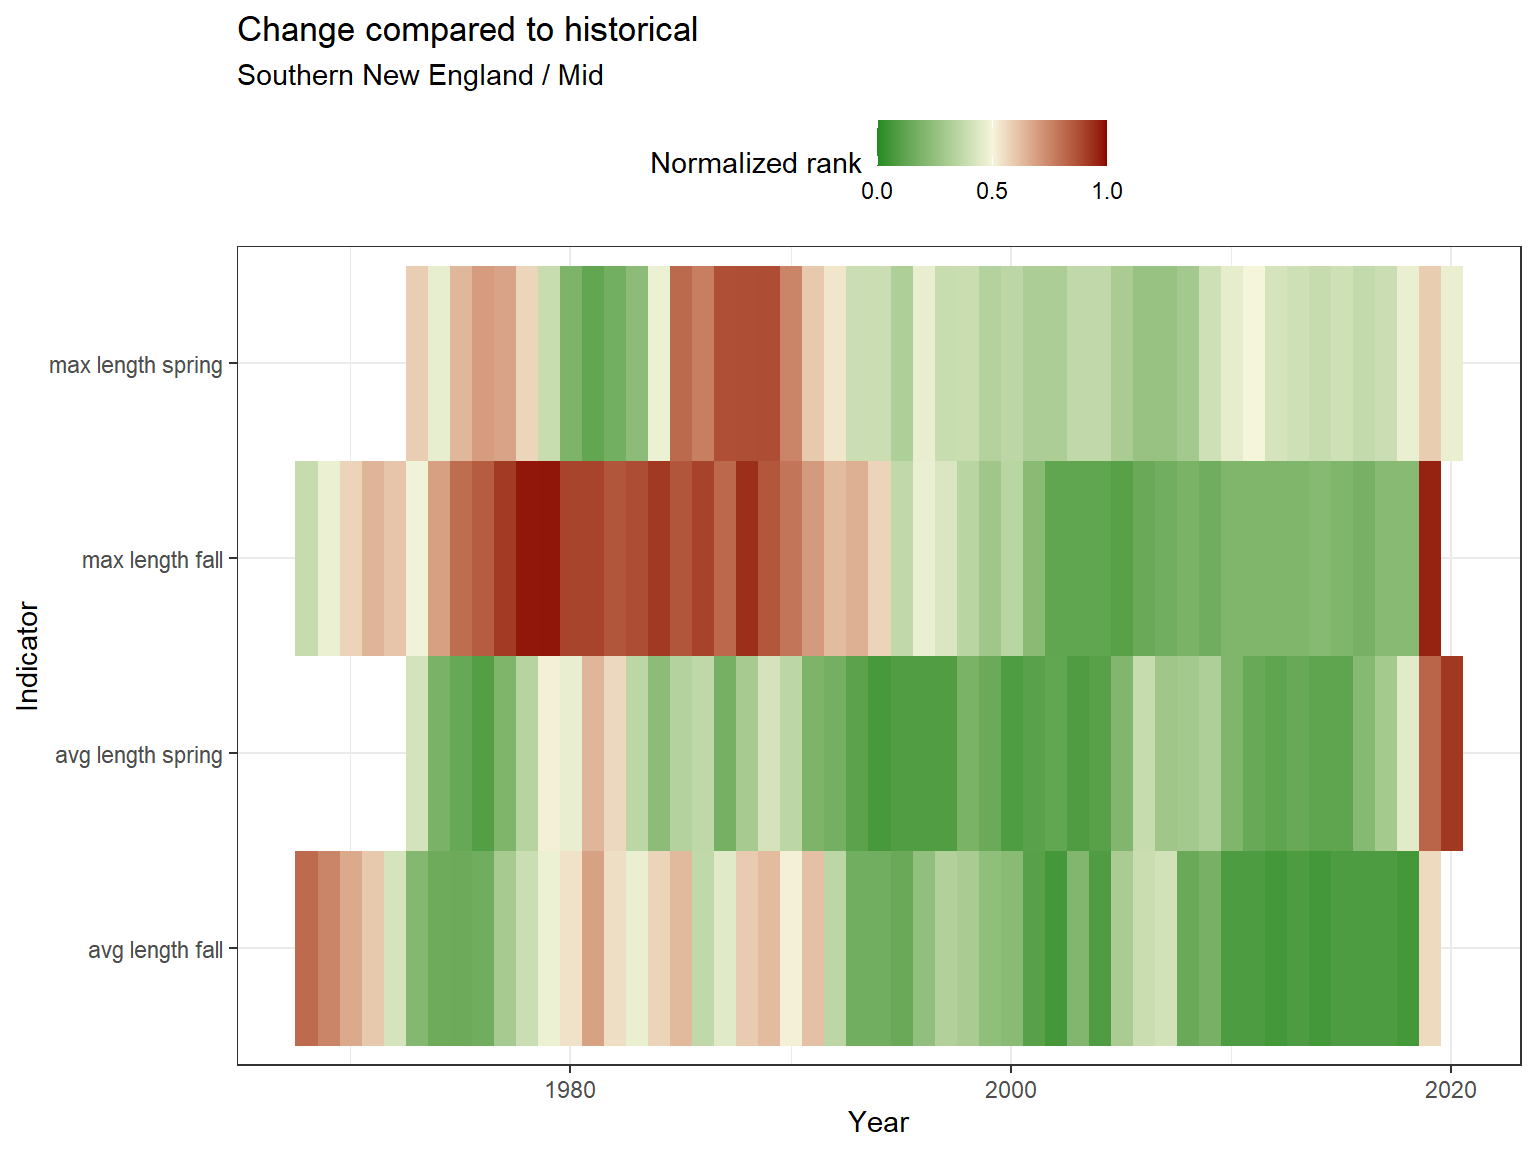 Change compared to historical
Southern New England / Mid
Normalized rank
0.0 0.5 1.0
max length spring
max length fall
avg length spring
avg length fall
Indicator
1980 2000 2020
Year